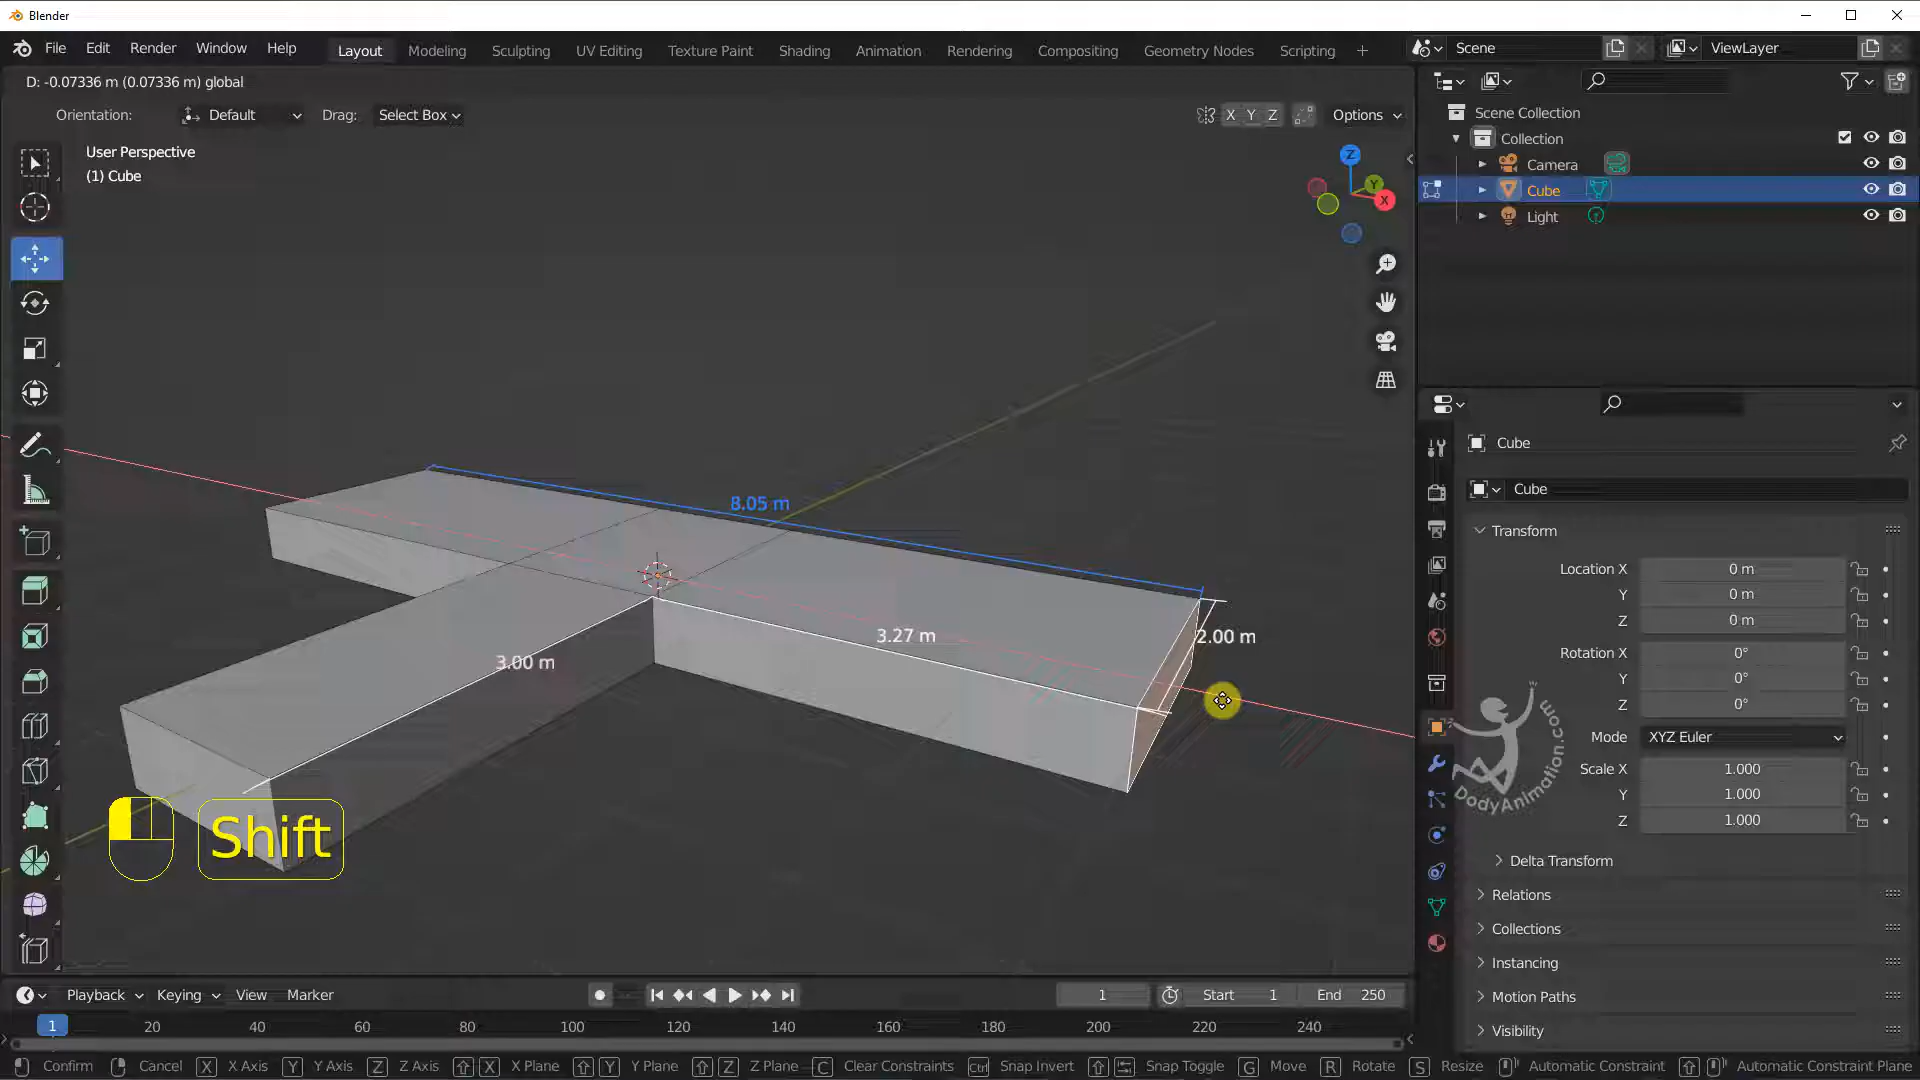 Blender
File Edit Render Window Help Layout Modeling Sculpting UV Editing Texture Paint Shading Animation Rendering Compositing Geometry Nodes Scripting + Scene ViewLayer
D: -0.07336 m (0.07336 m) global
Orientation: Default Drag: Select Box X Y Z Options
User Perspective
(1) Cube
Z
Y
X
Scene Collection
Collection
Camera
Cube
Light
8.05 m
3.27 m
2.00 m
3.00 m
Shift
Cube
Cube
Transform
Location X 0 m
Y 0 m
Z 0 m
Rotation X 0°
Y 0°
Z 0°
Mode XYZ Euler
Scale X 1.000
Y 1.000
Z 1.000
DodyAnimation.com
Delta Transform
Relations
Collections
Instancing
Motion Paths
Visibility
Playback Keying View Marker 1 Start 1 End 250
1 20 40 60 80 100 120 140 160 180 200 220 240
Confirm Cancel X X Axis Y Y Axis Z Z Axis X X Plane Y Y Plane Z Z Plane C Clear Constraints Ctrl Snap Invert Snap Toggle G Move R Rotate S Resize Automatic Constraint Automatic Constraint Plane